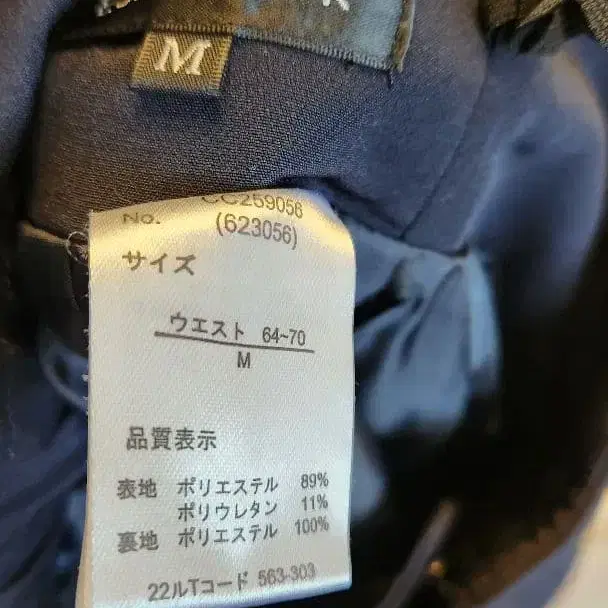 M
No. CC259056
(623056)
サイズ
ウエスト 64~70
M
品質表示
表地 ポリエステル 89%
ポリウレタン 11%
裏地 ポリエステル 100%
22ルTコード 563-303